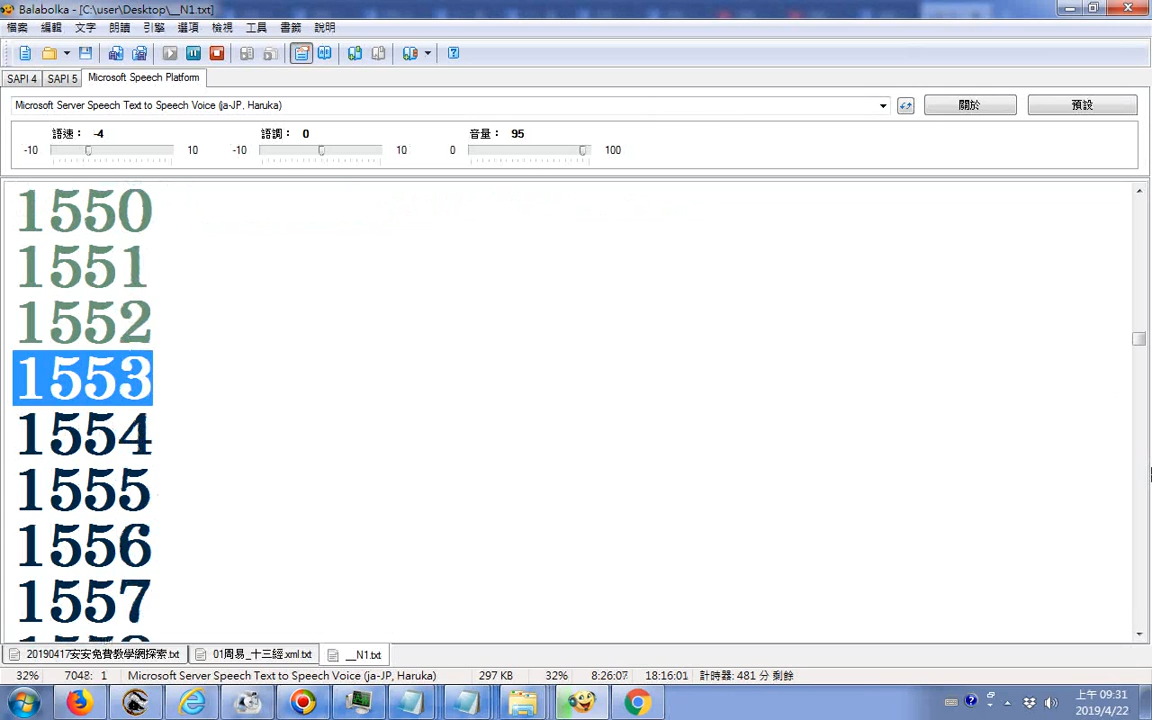 Balabolka - [C:\user\Desktop\__N1.txt]
檔案 編輯 文字 朗讀 引擎 選項 檢視 工具 書籤 說明
SAPI 4 SAPI 5 Microsoft Speech Platform
Microsoft Server Speech Text to Speech Voice (ja-JP, Haruka) 關於 預設
語速： -4 語調： 0 音量： 95
-10 10 -10 10 0 100
1550
1551
1552
1553
1554
1555
1556
1557
20190417安安免費教學網探索.txt 01周易_十三經.xml.txt __N1.txt
32% 7048: 1 Microsoft Server Speech Text to Speech Voice (ja-JP, Haruka) 297 KB 32% 8:26:07 18:16:01 計時器: 481 分 剩餘
上午 09:31
2019/4/22